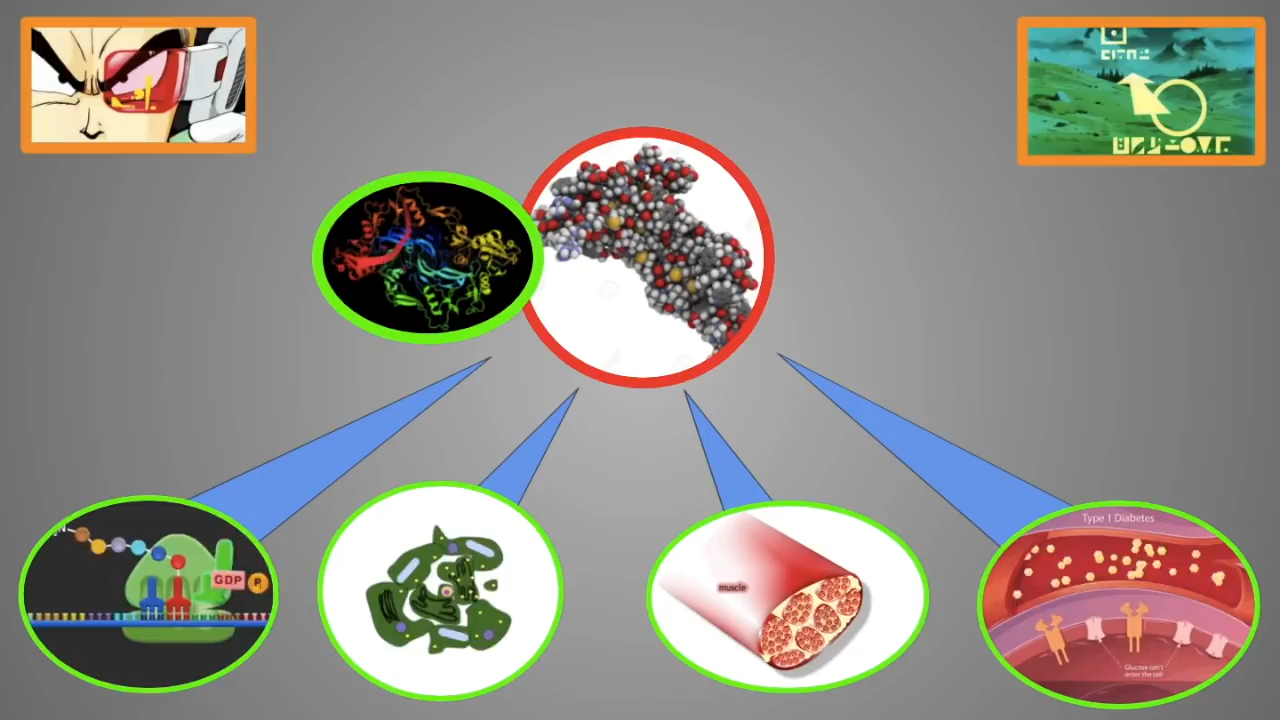 GDP
P
muscle
Type 1 Diabetes
Glucose can't
enter the cell